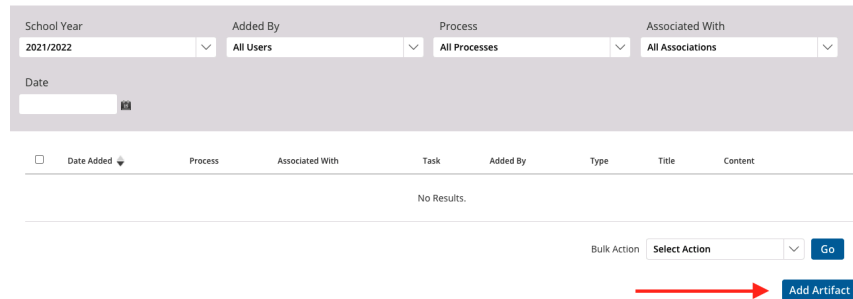 School Year Added By Process Associated With
2021/2022 All Users All Processes All Associations
Date
Date Added Process Associated With Task Added By Type Title Content
No Results.
Bulk Action Select Action Go
Add Artifact